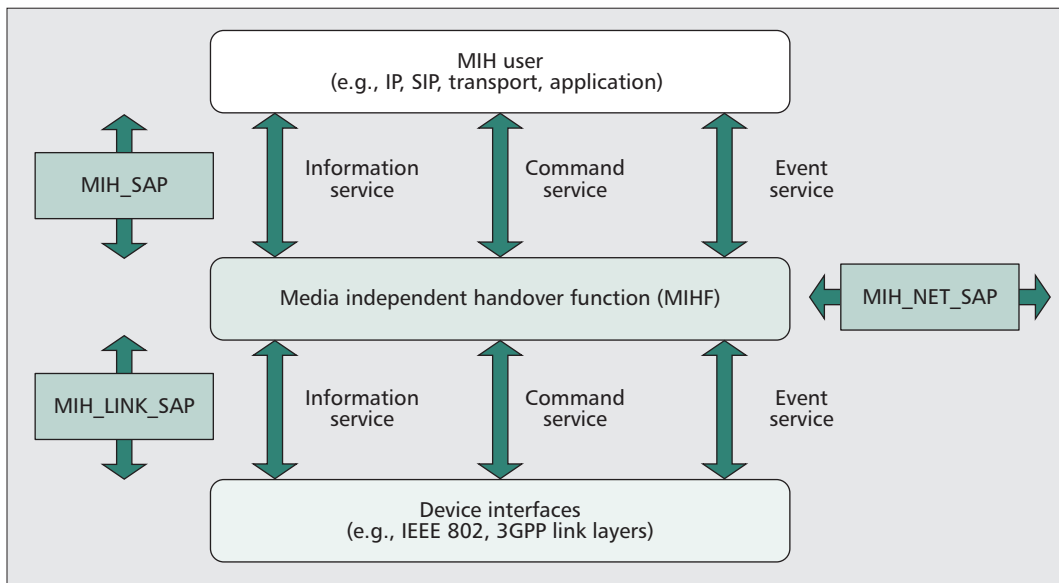 MIH user
(e.g., IP, SIP, transport, application)
MIH_SAP
Information
service
Command
service
Event
service
Media independent handover function (MIHF)
MIH_NET_SAP
MIH_LINK_SAP
Information
service
Command
service
Event
service
Device interfaces
(e.g., IEEE 802, 3GPP link layers)